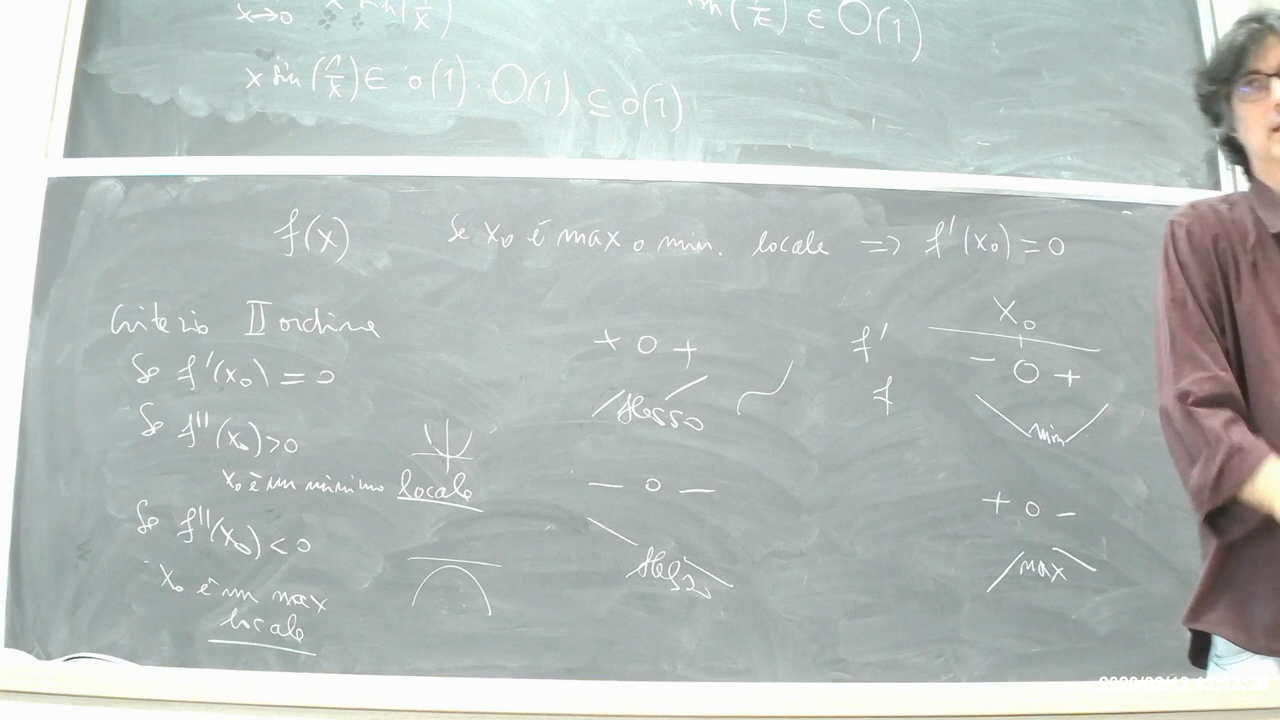 x→0 x sin(1/x)
sin(1/x) ∈ O(1)
x sin(1/x) ∈ o(1) · O(1) ⊆ o(1)
f(x) Se x₀ è max o min. locale ⇒ f'(x₀) = 0
Criterio II ordine
Se f'(x₀) = 0
Se f''(x₀) > 0
x₀ è un minimo locale
Se f''(x₀) < 0
x₀ è un max
locale
+ 0 +
flesso
− 0 −
flesso
x₀
f' − 0 +
f min
+ 0 −
max